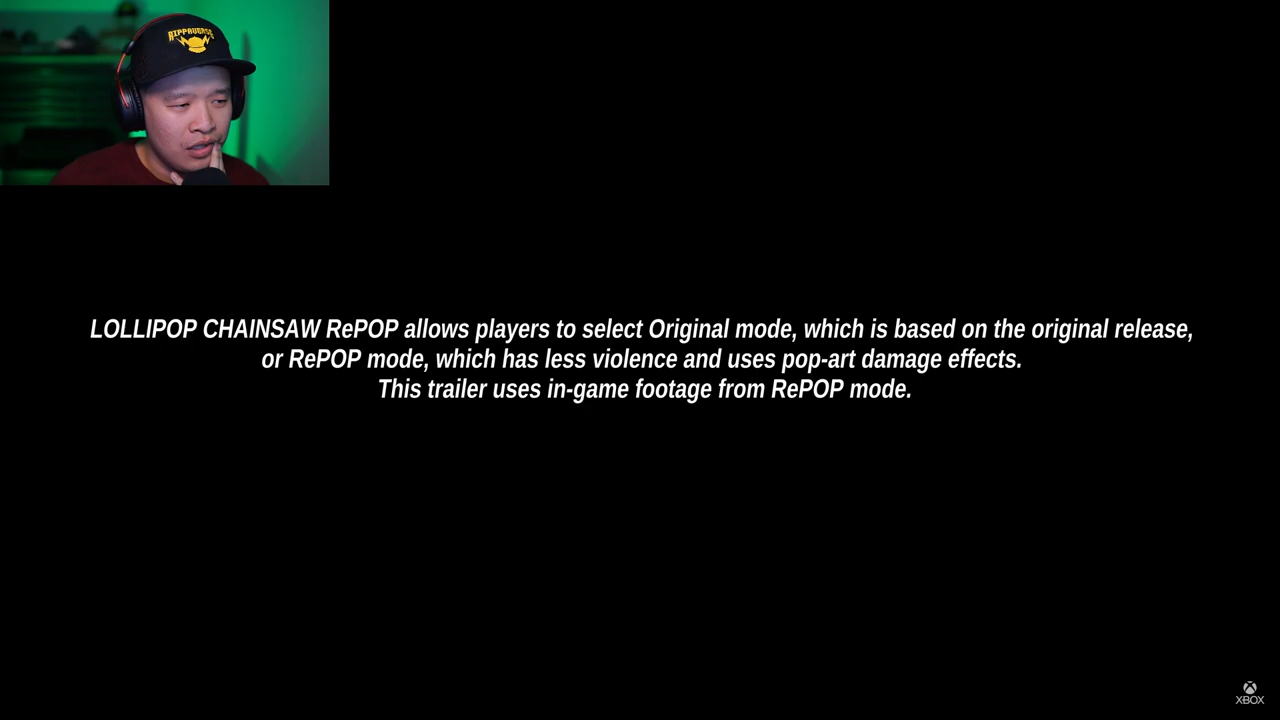 RIPPAVERSE
LOLLIPOP CHAINSAW RePOP allows players to select Original mode, which is based on the original release,
or RePOP mode, which has less violence and uses pop-art damage effects.
This trailer uses in-game footage from RePOP mode.
XBOX